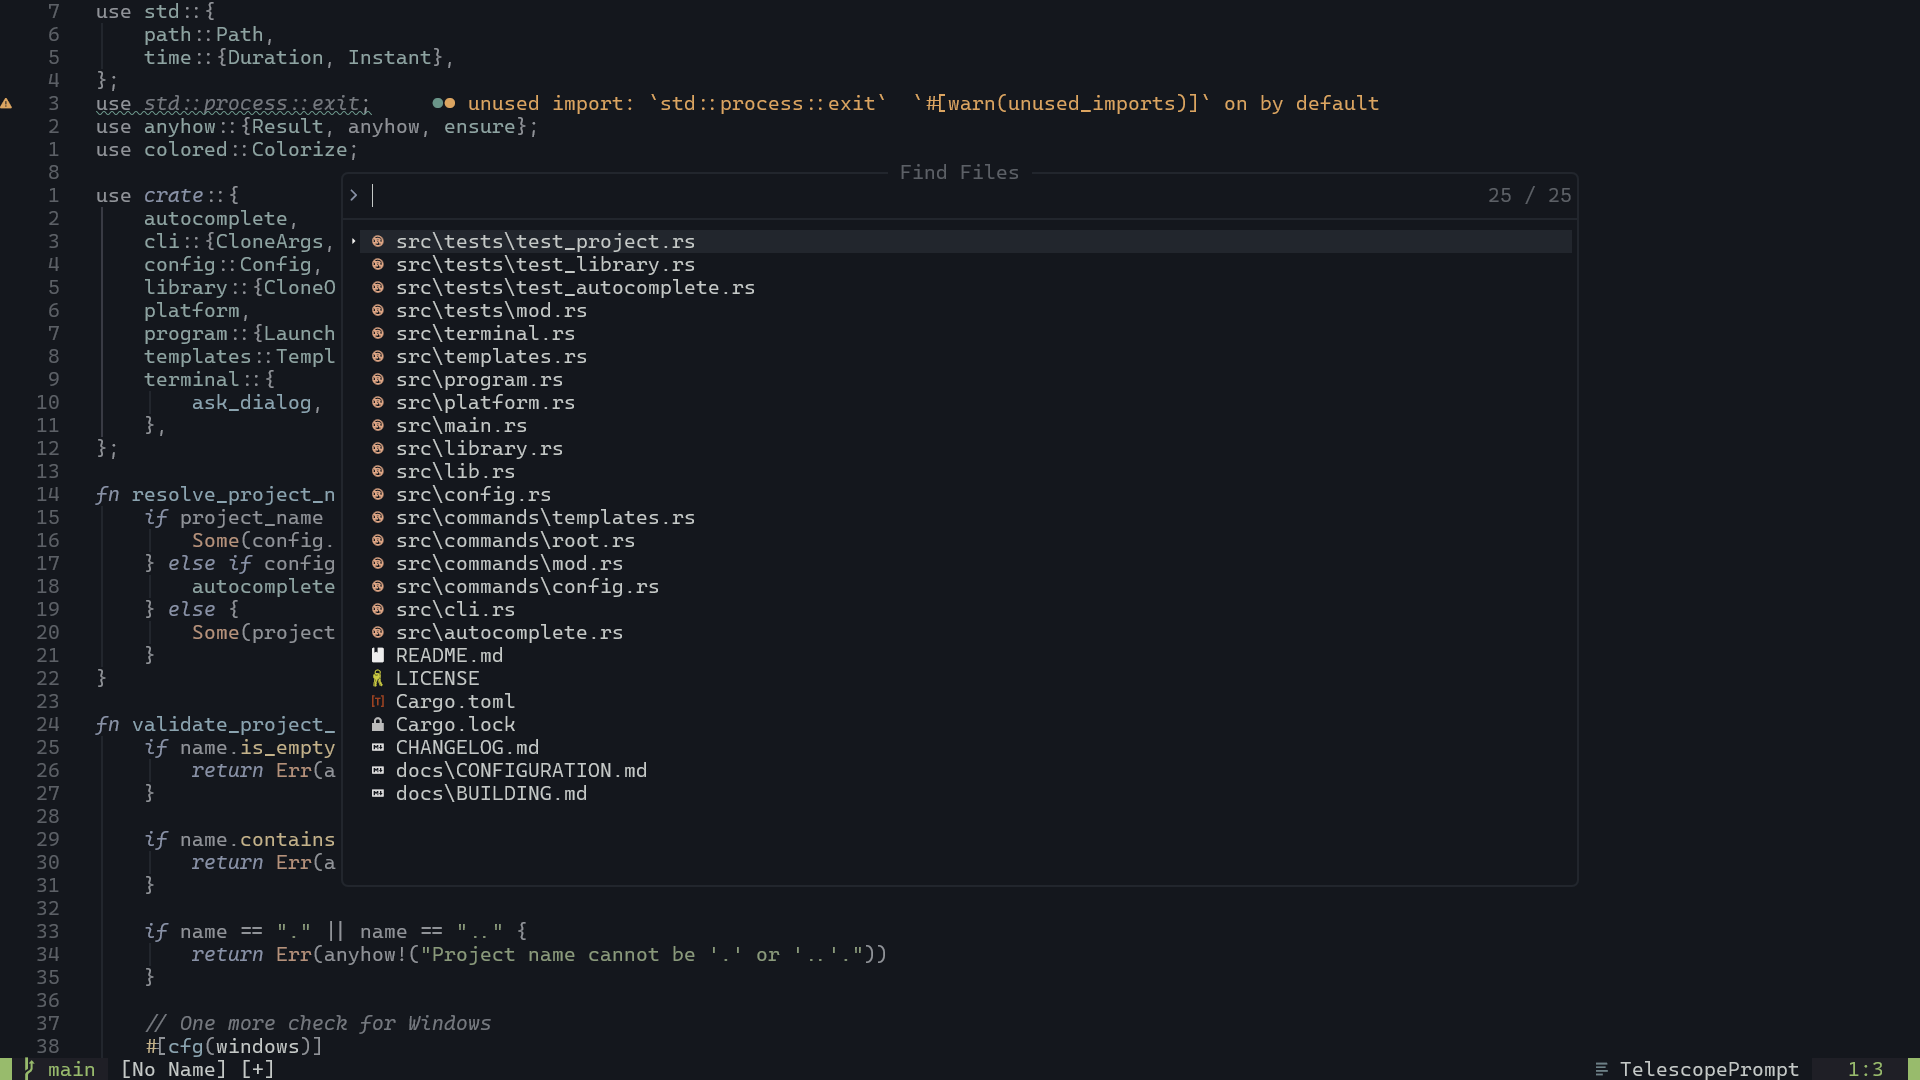 7 use std::{
6 path::Path,
5 time::{Duration, Instant},
4 };
3 use std::process::exit; unused import: `std::process::exit` `#[warn(unused_imports)]` on by default
2 use anyhow::{Result, anyhow, ensure};
1 use colored::Colorize;
8
Find Files
1 use crate::{
> 25 / 25
2 autocomplete,
3 cli::{CloneArgs,
4 config::Config,
5 library::{CloneO
6 platform,
7 program::{Launch
8 templates::Templ
9 terminal::{
10 ask_dialog,
11 },
12 };
13
14 fn resolve_project_n
15 if project_name
16 Some(config.
17 } else if config
18 autocomplete
19 } else {
20 Some(project
21 }
22 }
23
24 fn validate_project_
25 if name.is_empty
26 return Err(a
27 }
28
29 if name.contains
30 return Err(a
31 }
src\tests\test_project.rs
src\tests\test_library.rs
src\tests\test_autocomplete.rs
src\tests\mod.rs
src\terminal.rs
src\templates.rs
src\program.rs
src\platform.rs
src\main.rs
src\library.rs
src\lib.rs
src\config.rs
src\commands\templates.rs
src\commands\root.rs
src\commands\mod.rs
src\commands\config.rs
src\cli.rs
src\autocomplete.rs
README.md
LICENSE
[T] Cargo.toml
Cargo.lock
CHANGELOG.md
docs\CONFIGURATION.md
docs\BUILDING.md
32
33 if name == "." || name == ".." {
34 return Err(anyhow!("Project name cannot be '.' or '..'."))
35 }
36
37 // One more check for Windows
38 #[cfg(windows)]
main [No Name] [+] TelescopePrompt 1:3